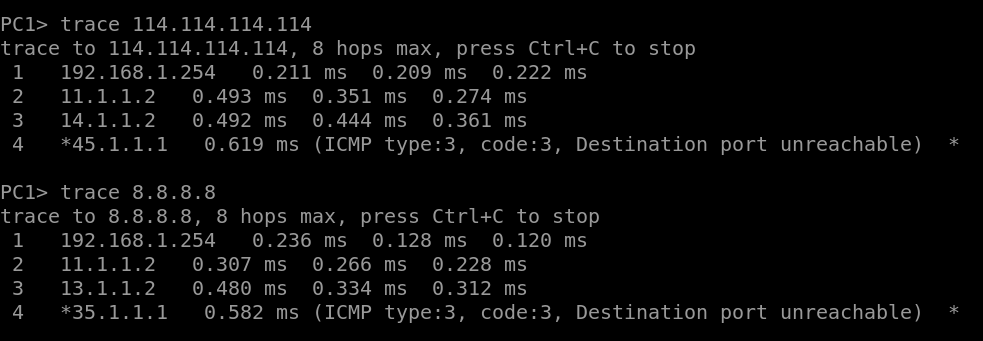 PC1> trace 114.114.114.114
trace to 114.114.114.114, 8 hops max, press Ctrl+C to stop
 1   192.168.1.254   0.211 ms  0.209 ms  0.222 ms
 2   11.1.1.2   0.493 ms  0.351 ms  0.274 ms
 3   14.1.1.2   0.492 ms  0.444 ms  0.361 ms
 4   *45.1.1.1   0.619 ms (ICMP type:3, code:3, Destination port unreachable)  *
PC1> trace 8.8.8.8
trace to 8.8.8.8, 8 hops max, press Ctrl+C to stop
 1   192.168.1.254   0.236 ms  0.128 ms  0.120 ms
 2   11.1.1.2   0.307 ms  0.266 ms  0.228 ms
 3   13.1.1.2   0.480 ms  0.334 ms  0.312 ms
 4   *35.1.1.1   0.582 ms (ICMP type:3, code:3, Destination port unreachable)  *